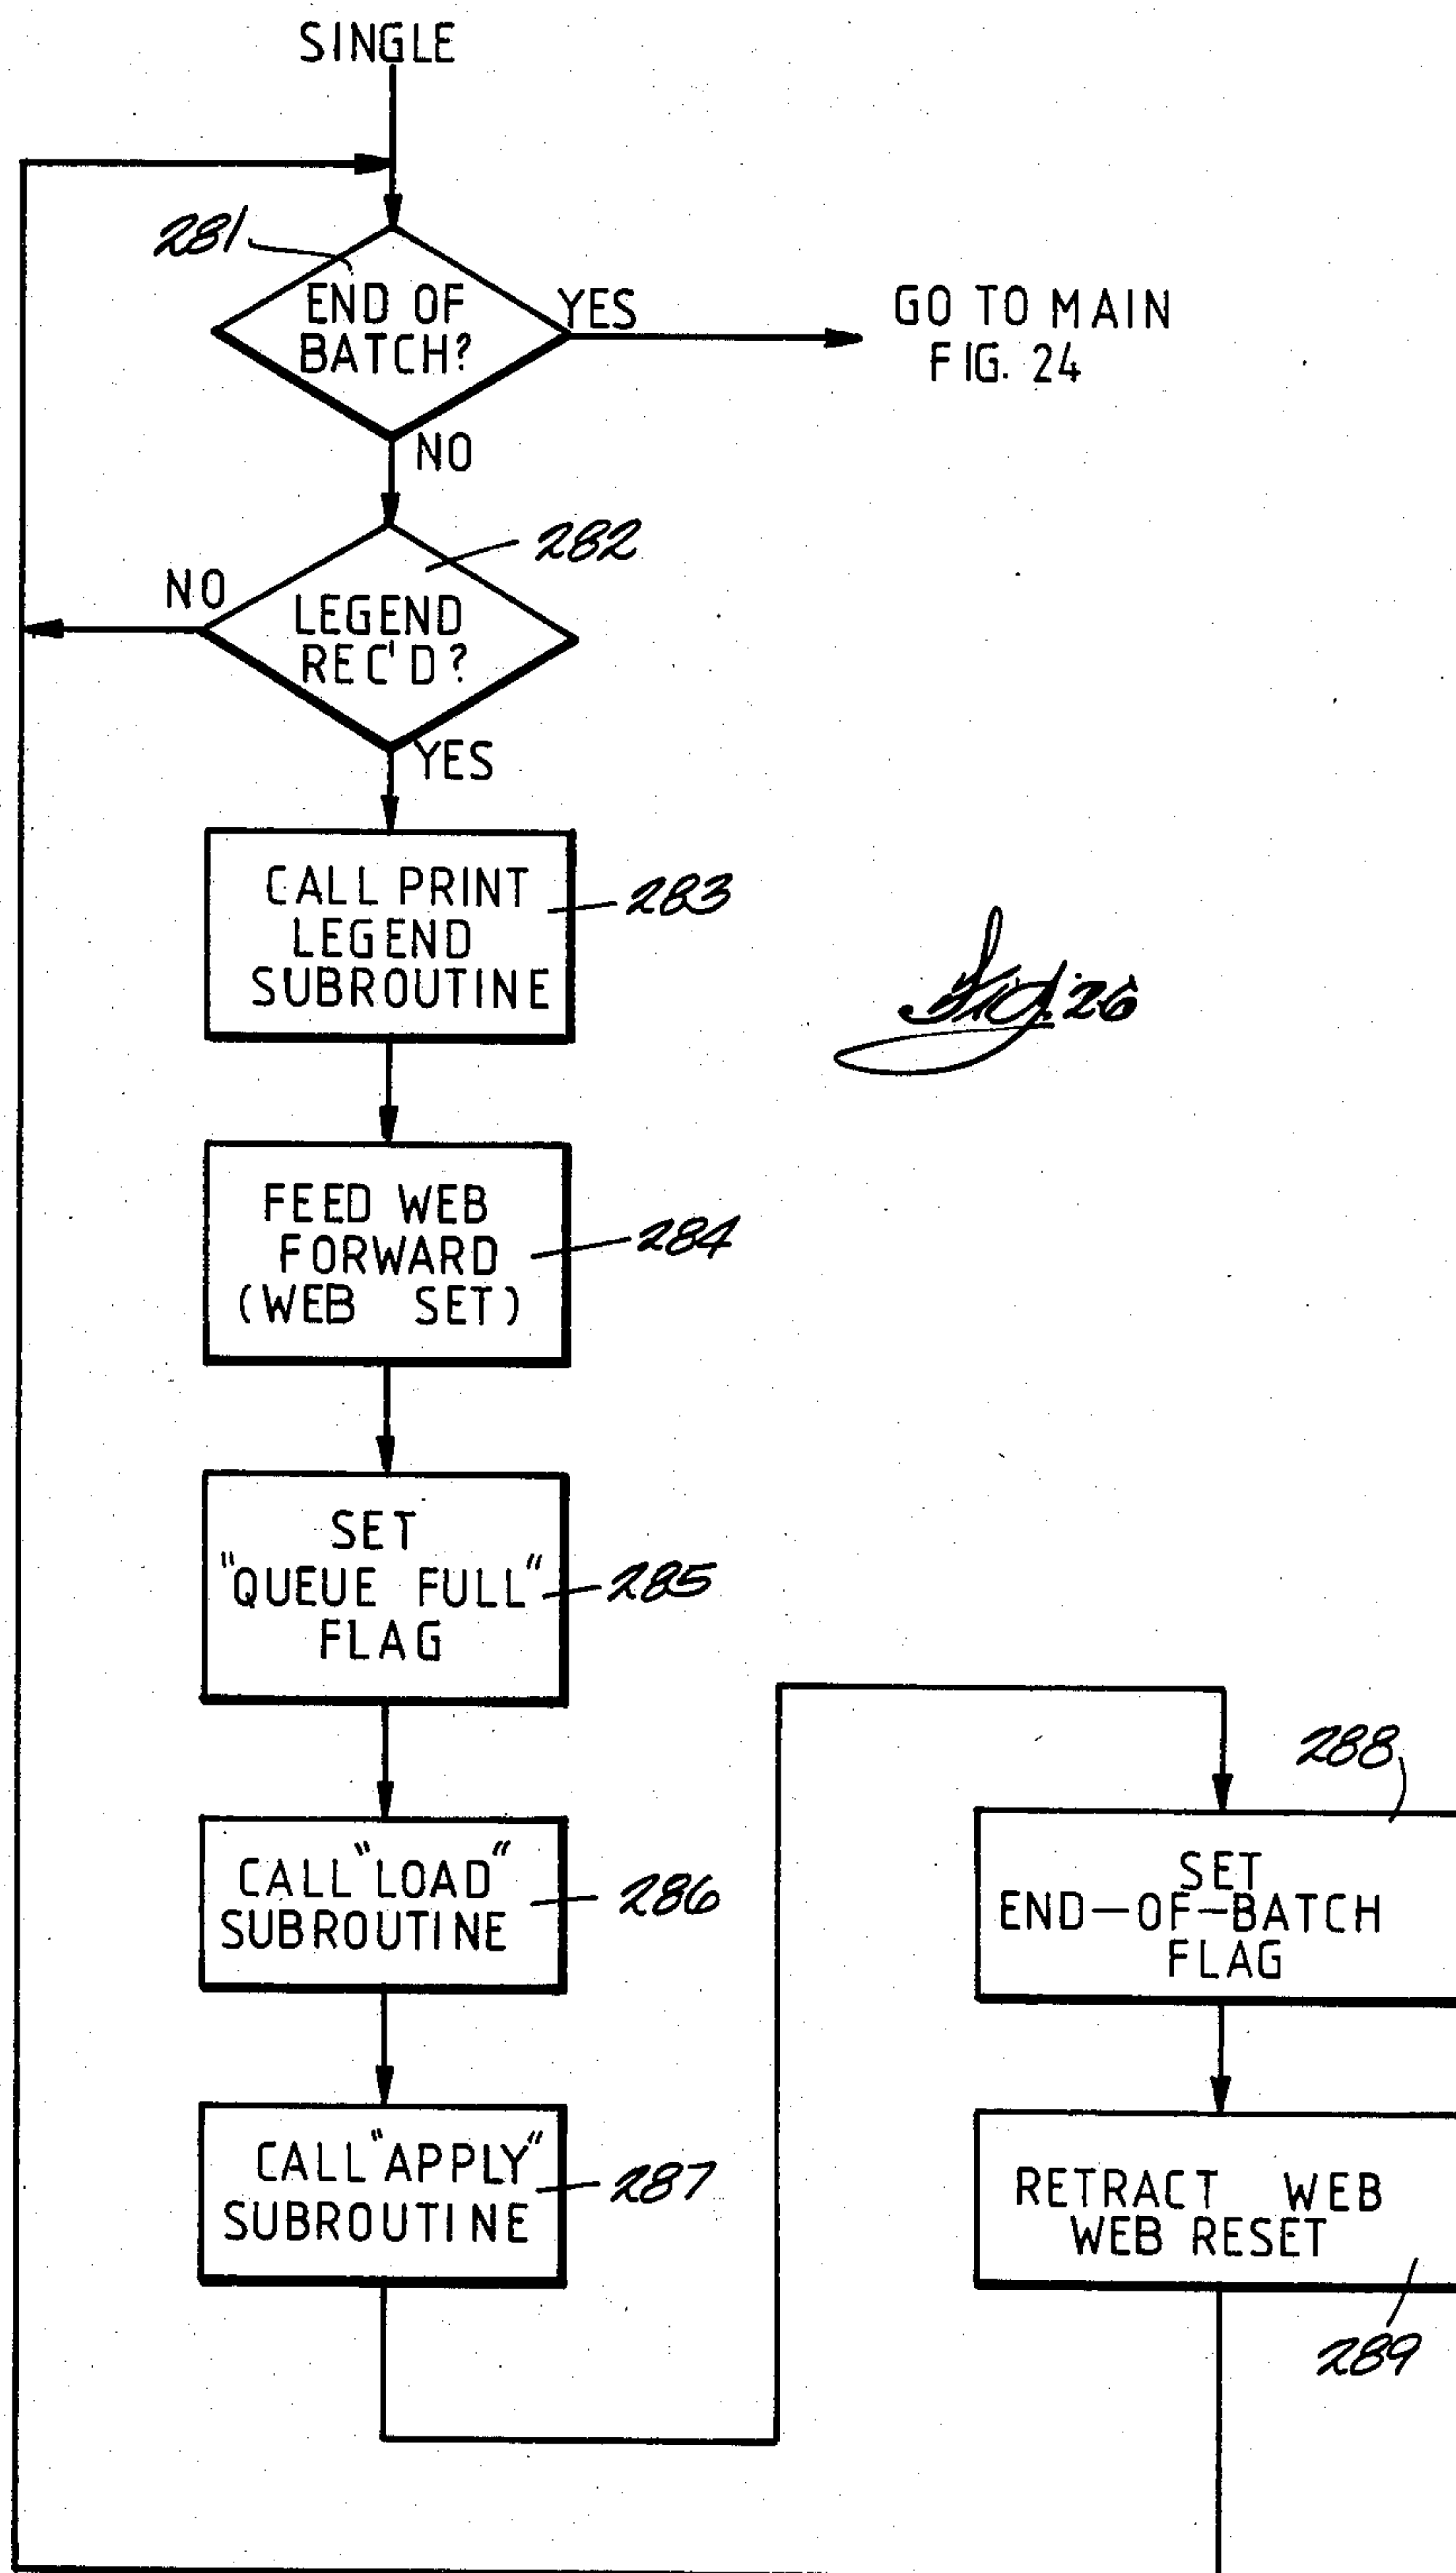 SINGLE
281
END OF
BATCH?
YES
GO TO MAIN
FIG. 24
NO
282
NO
LEGEND
REC'D?
YES
CALL PRINT
LEGEND
SUBROUTINE
283
Fig. 26
FEED WEB
FORWARD
(WEB SET)
284
SET
"QUEUE FULL"
FLAG
285
CALL "LOAD"
SUBROUTINE
286
CALL "APPLY"
SUBROUTINE
287
288
SET
END-OF-BATCH
FLAG
RETRACT WEB
WEB RESET
289